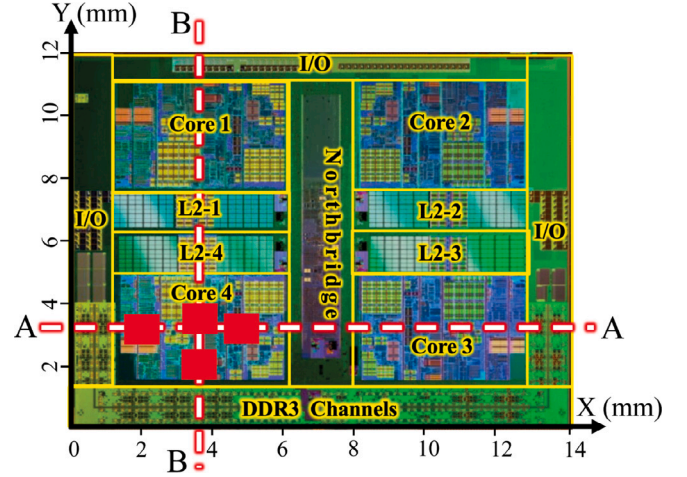 Y (mm)
B
12
I/O
10
Core 1
Core 2
8
Northbridge
I/O
L2-1
L2-2
I/O
6
L2-4
L2-3
Core 4
4
A
A
Core 3
2
DDR3 Channels
X (mm)
0
2
4
6
8
10
12
14
B